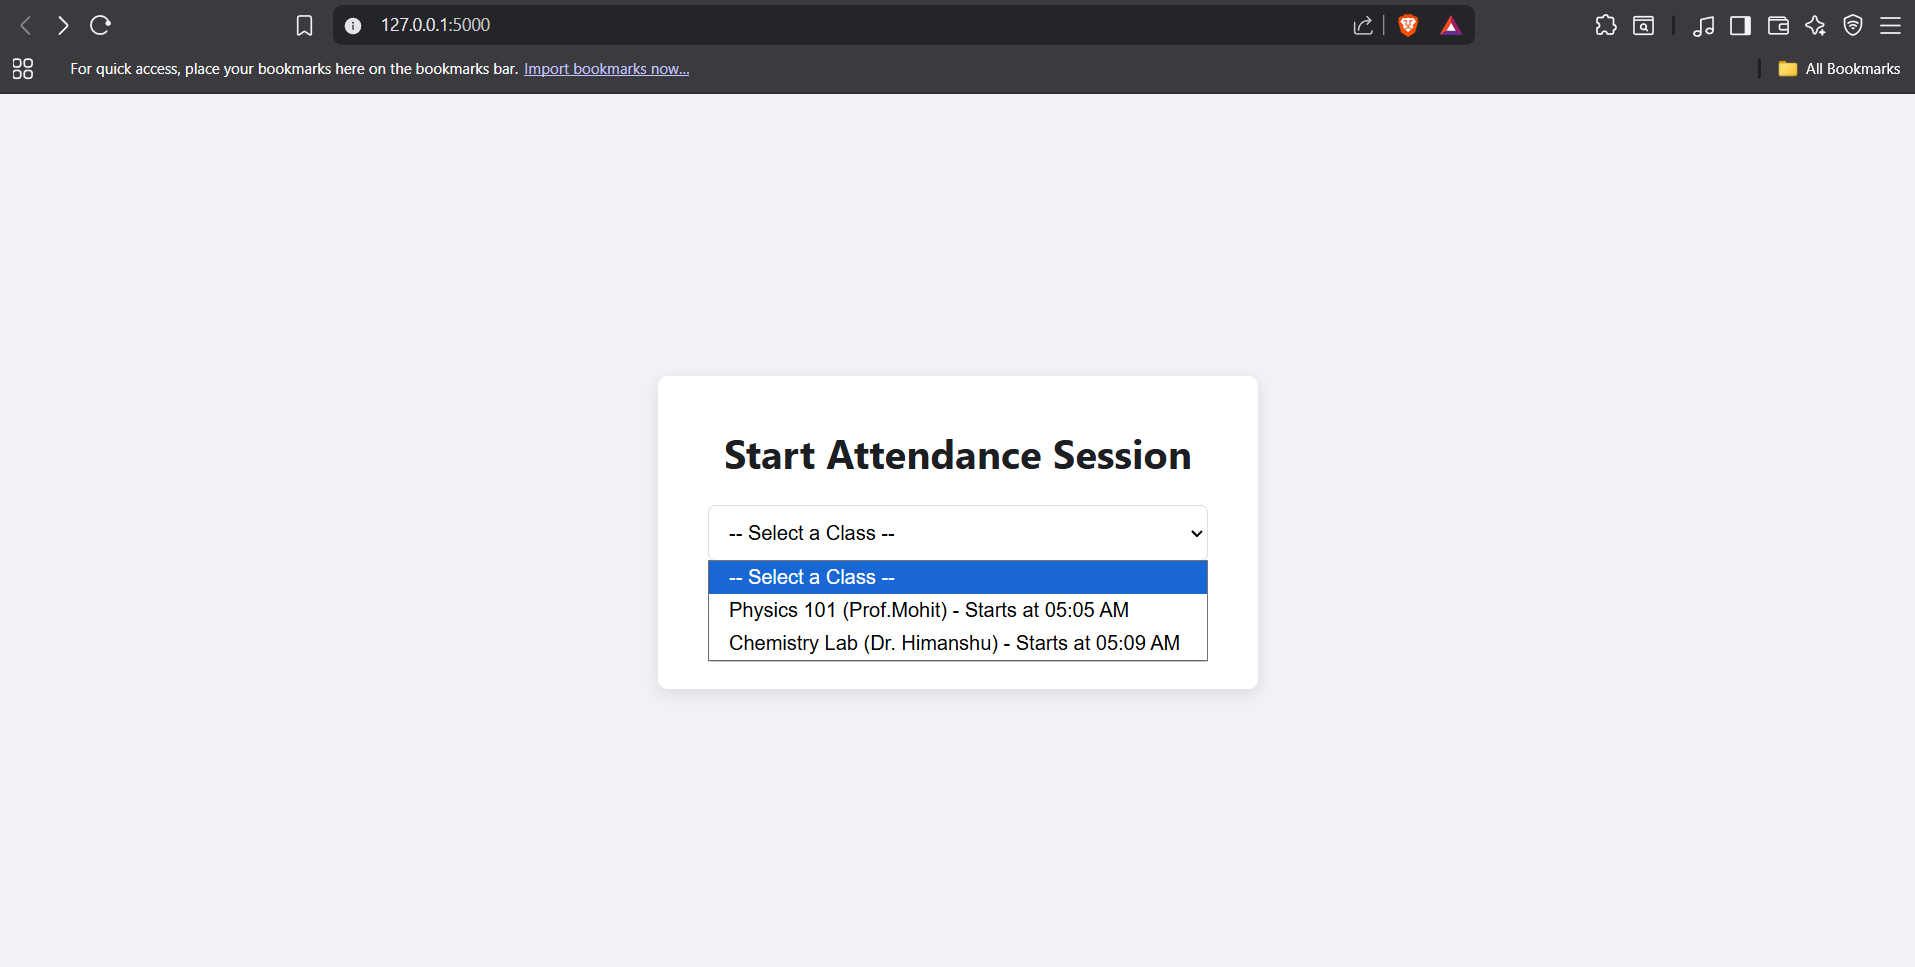 127.0.0.1:5000
For quick access, place your bookmarks here on the bookmarks bar. Import bookmarks now...
All Bookmarks
Start Attendance Session
-- Select a Class --
-- Select a Class --
Physics 101 (Prof.Mohit) - Starts at 05:05 AM
Chemistry Lab (Dr. Himanshu) - Starts at 05:09 AM